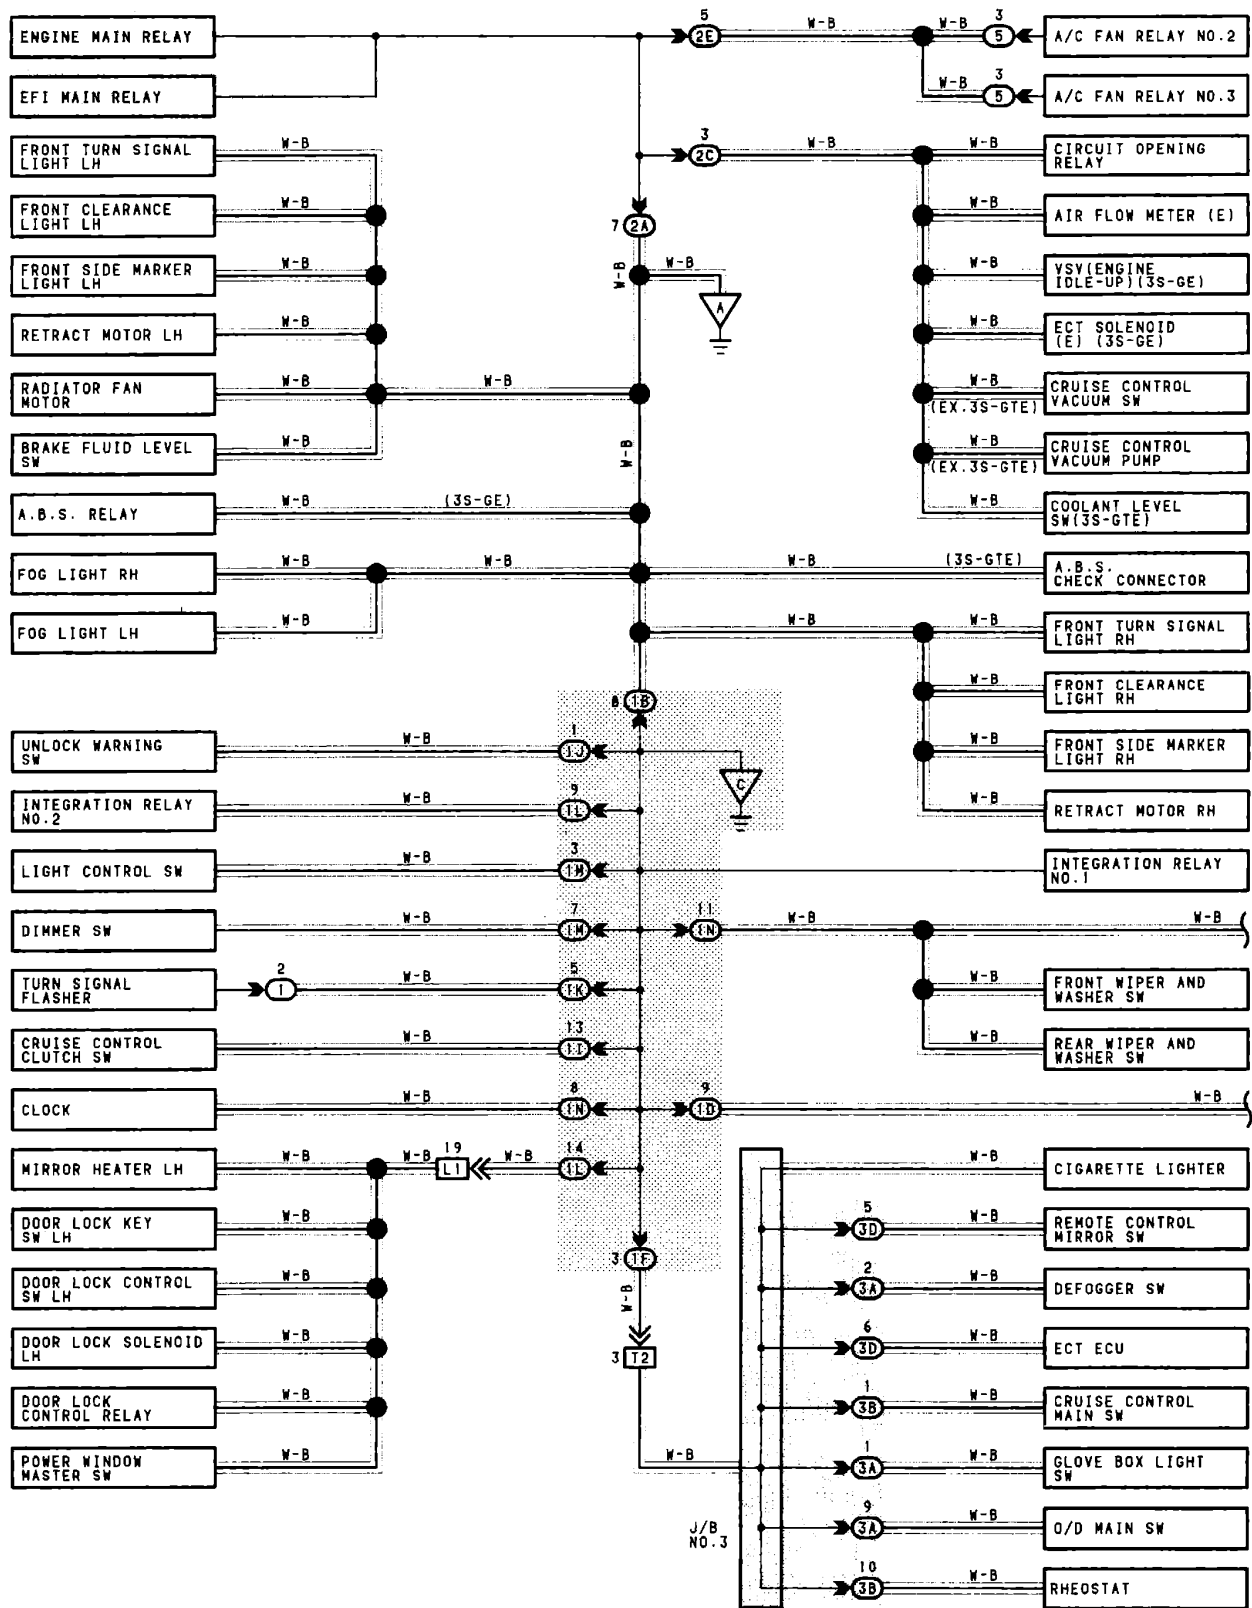 5
W-B
W-B
3
ENGINE MAIN RELAY
2E
5
A/C FAN RELAY NO.2
W-B
3
EFI MAIN RELAY
5
A/C FAN RELAY NO.3
FRONT TURN SIGNAL
LIGHT LH
W-B
3
2C
W-B
W-B
CIRCUIT OPENING
RELAY
FRONT CLEARANCE
LIGHT LH
W-B
7
2A
W-B
AIR FLOW METER (E)
FRONT SIDE MARKER
LIGHT LH
W-B
W-B
W-B
A
W-B
VSV(ENGINE
IDLE-UP)(3S-GE)
RETRACT MOTOR LH
W-B
W-B
ECT SOLENOID
(E) (3S-GE)
RADIATOR FAN
MOTOR
W-B
W-B
W-B
(EX.3S-GTE)
CRUISE CONTROL
VACUUM SW
BRAKE FLUID LEVEL
SW
W-B
W-B
W-B
(EX.3S-GTE)
CRUISE CONTROL
VACUUM PUMP
A.B.S. RELAY
W-B
(3S-GE)
W-B
COOLANT LEVEL
SW(3S-GTE)
FOG LIGHT RH
W-B
W-B
W-B
(3S-GTE)
A.B.S.
CHECK CONNECTOR
FOG LIGHT LH
W-B
W-B
W-B
FRONT TURN SIGNAL
LIGHT RH
8
1B
W-B
FRONT CLEARANCE
LIGHT RH
UNLOCK WARNING
SW
W-B
1
1J
C
W-B
FRONT SIDE MARKER
LIGHT RH
INTEGRATION RELAY
NO.2
W-B
9
1L
W-B
RETRACT MOTOR RH
LIGHT CONTROL SW
W-B
3
1M
INTEGRATION RELAY
NO.1
DIMMER SW
W-B
7
1M
11
1N
W-B
W-B
TURN SIGNAL
FLASHER
2
1
W-B
5
1K
W-B
FRONT WIPER AND
WASHER SW
CRUISE CONTROL
CLUTCH SW
W-B
13
1I
W-B
REAR WIPER AND
WASHER SW
CLOCK
W-B
8
1N
9
1D
W-B
MIRROR HEATER LH
W-B
W-B
19
L1
W-B
14
1L
W-B
CIGARETTE LIGHTER
DOOR LOCK KEY
SW LH
W-B
3
1F
5
3D
W-B
REMOTE CONTROL
MIRROR SW
DOOR LOCK CONTROL
SW LH
W-B
W-B
2
3A
W-B
DEFOGGER SW
DOOR LOCK SOLENOID
LH
W-B
3
T2
6
3D
W-B
ECT ECU
DOOR LOCK
CONTROL RELAY
W-B
1
3B
W-B
CRUISE CONTROL
MAIN SW
POWER WINDOW
MASTER SW
W-B
W-B
1
3A
W-B
GLOVE BOX LIGHT
SW
J/B
NO.3
9
3A
W-B
O/D MAIN SW
10
3B
W-B
RHEOSTAT